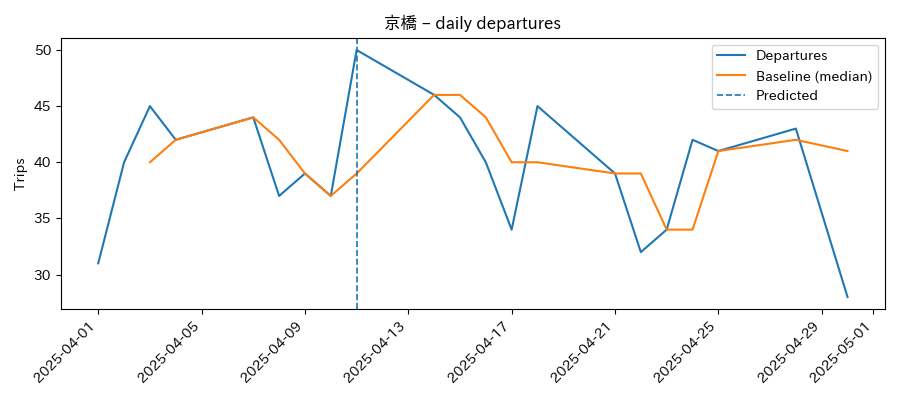 京橋 – daily departures
Departures
Baseline (median)
Predicted
Trips
50
45
40
35
30
2025-04-01
2025-04-05
2025-04-09
2025-04-13
2025-04-17
2025-04-21
2025-04-25
2025-04-29
2025-05-01